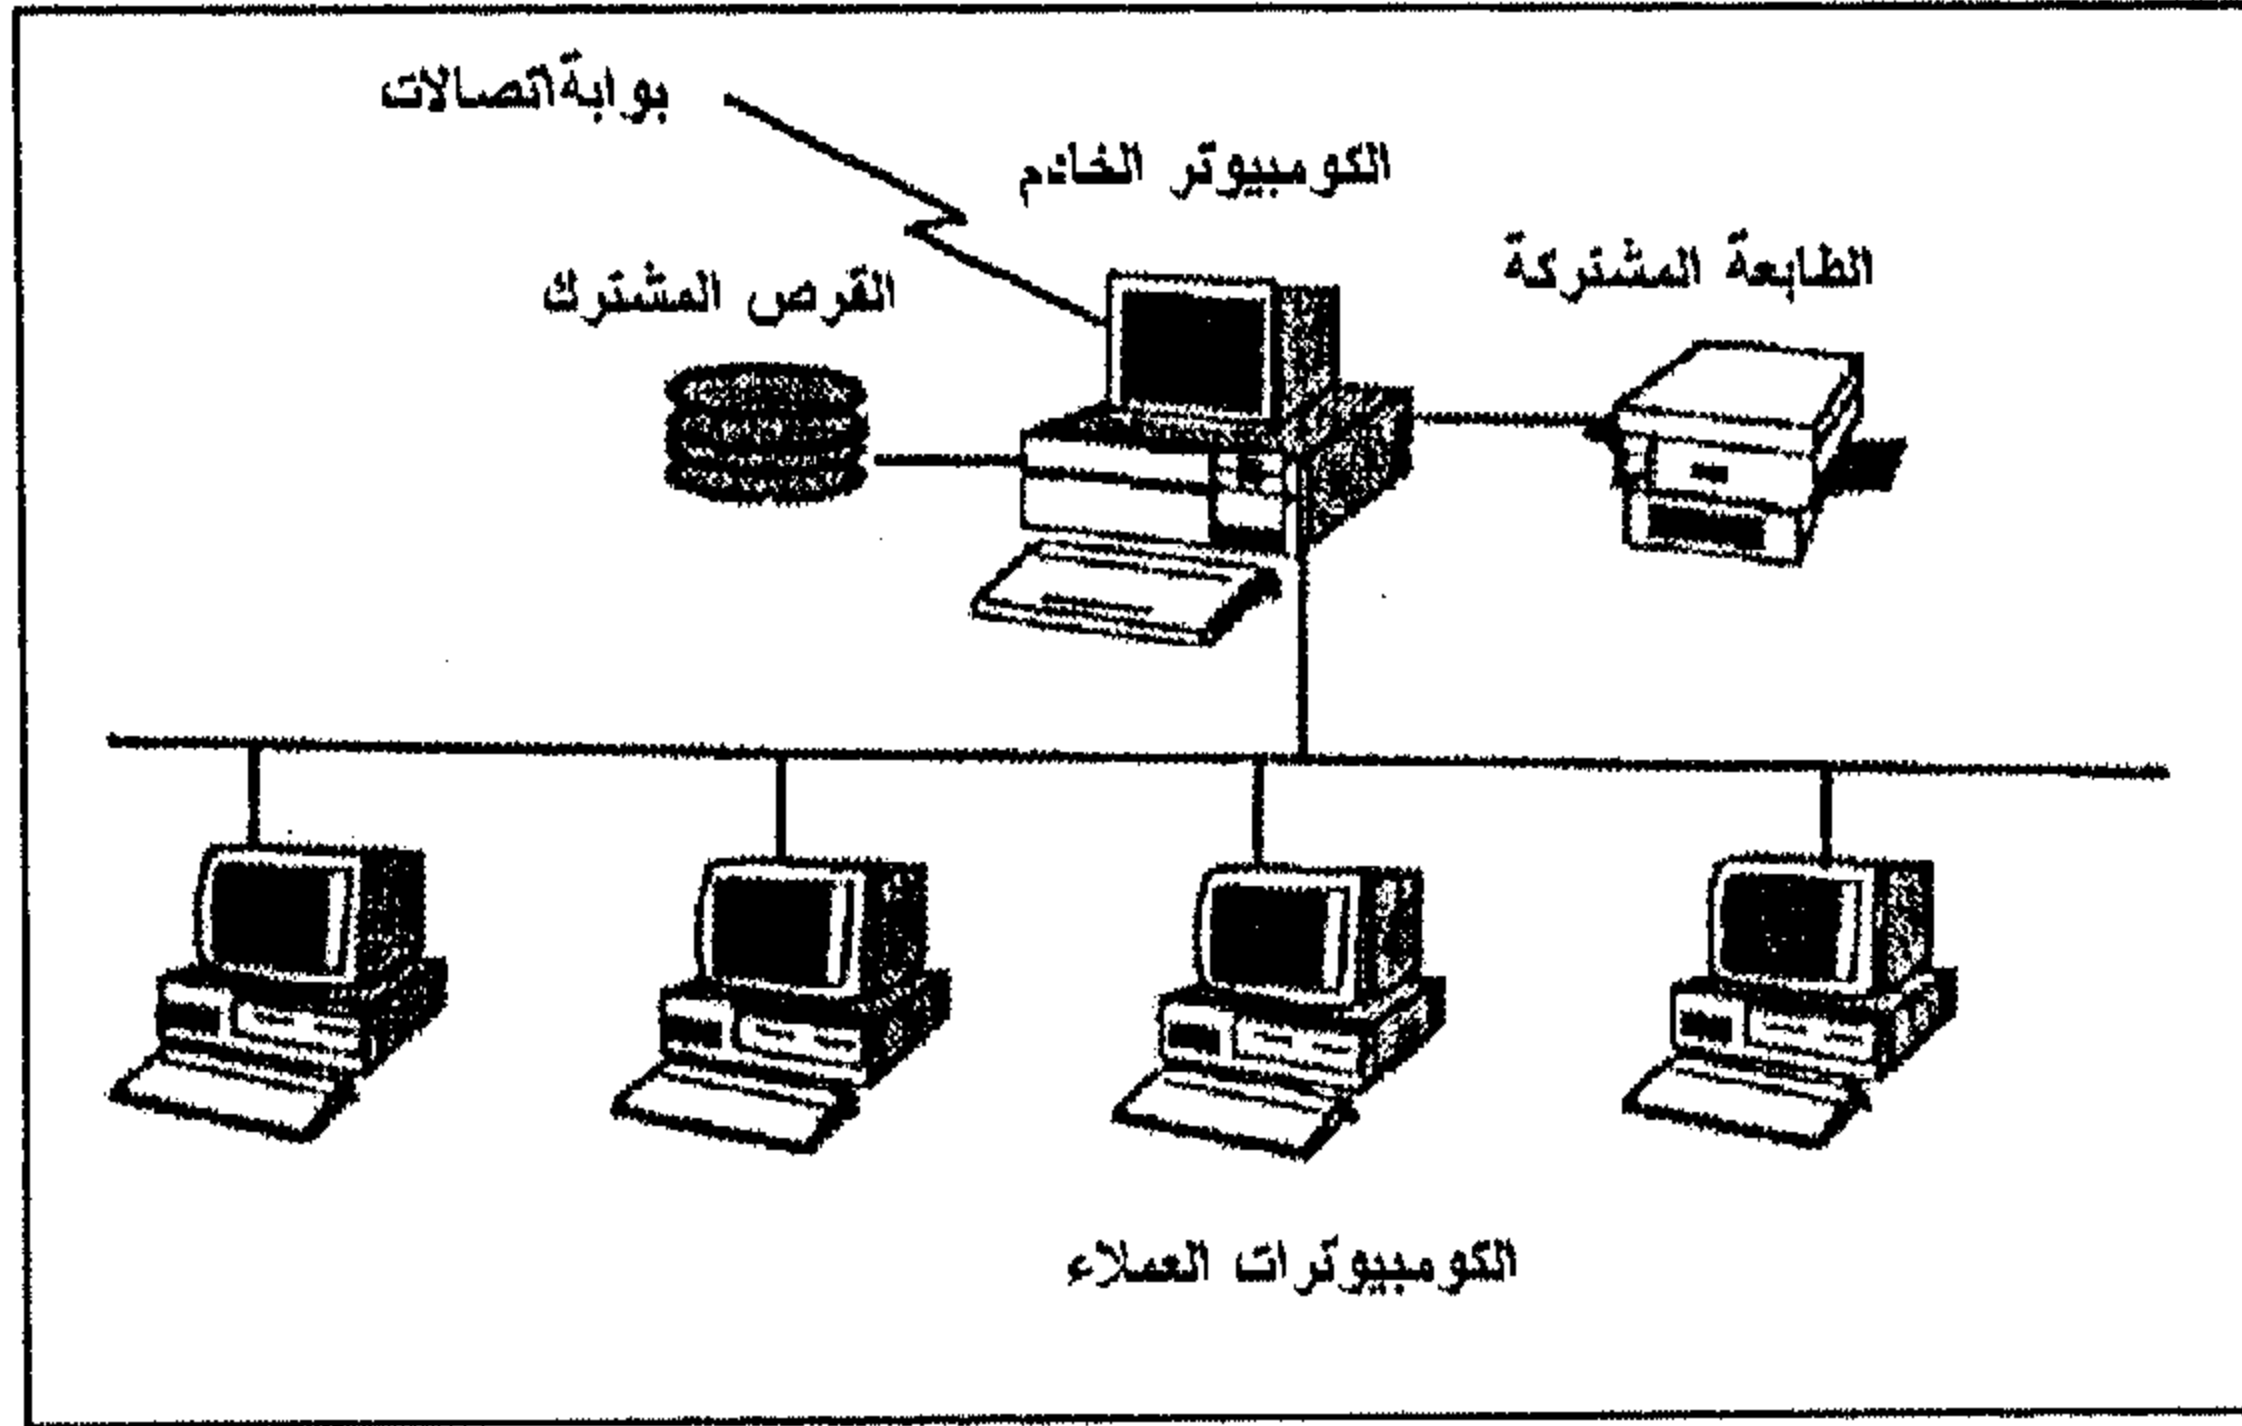 بوابة اتصالات
الكومبيوتر الخادم
الطابعة المشتركة
القرص المشترك
الكومبيوترات العملاء